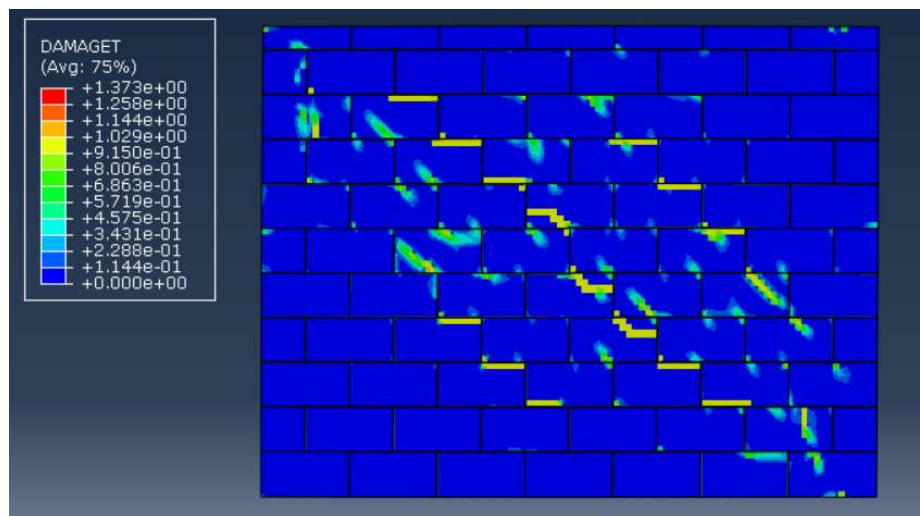 DAMAGET
(Avg: 75%)
+1.373e+00
+1.258e+00
+1.144e+00
+1.029e+00
+9.150e-01
+8.006e-01
+6.863e-01
+5.719e-01
+4.575e-01
+3.431e-01
+2.288e-01
+1.144e-01
+0.000e+00